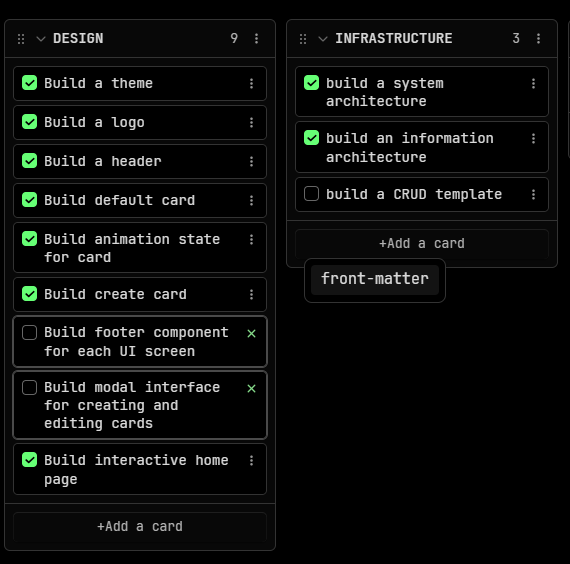 DESIGN 9
Build a theme
Build a logo
Build a header
Build default card
Build animation state
for card
Build create card
Build footer component
for each UI screen
Build modal interface
for creating and
editing cards
Build interactive home
page
+Add a card
INFRASTRUCTURE 3
build a system
architecture
build an information
architecture
build a CRUD template
+Add a card
front-matter